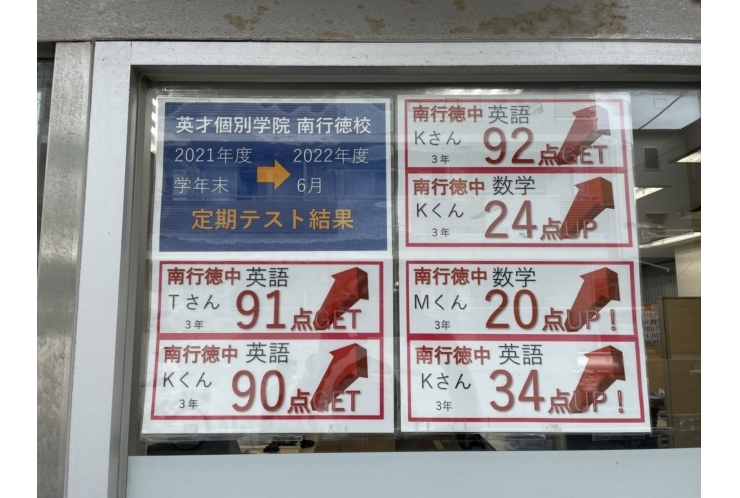 英才個別学院 南行徳校
2021年度 2022年度
学年末 6月
定期テスト結果
南行徳中 英語
Tさん
3年
91点GET
南行徳中 英語
Kくん
3年
90点GET
南行徳中 英語
Kさん
3年
92点GET
南行徳中 数学
Kくん
3年
24点UP
南行徳中 数学
Mくん
3年
20点UP!
南行徳中 英語
Kさん
3年
34点UP!